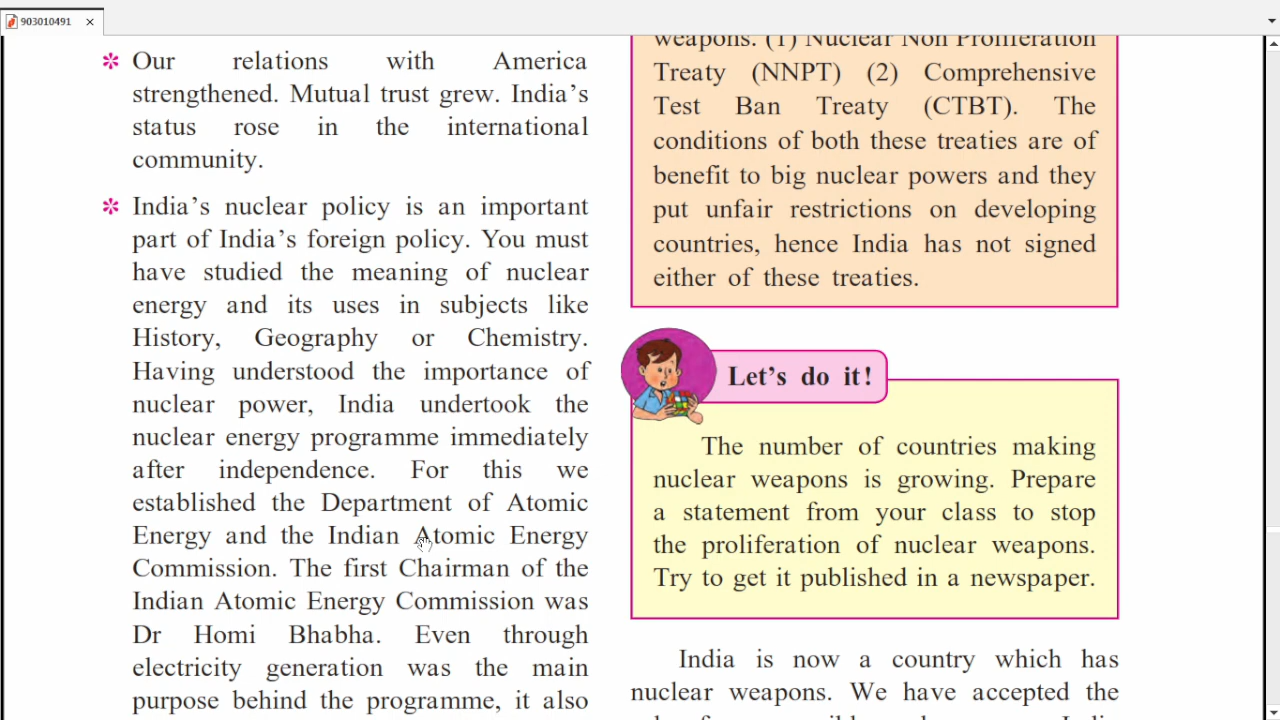 903010491
Our relations with America
strengthened. Mutual trust grew. India's
status rose in the international
community.
India's nuclear policy is an important
part of India's foreign policy. You must
have studied the meaning of nuclear
energy and its uses in subjects like
History, Geography or Chemistry.
Having understood the importance of
nuclear power, India undertook the
nuclear energy programme immediately
after independence. For this we
established the Department of Atomic
Energy and the Indian Atomic Energy
Commission. The first Chairman of the
Indian Atomic Energy Commission was
Dr Homi Bhabha. Even through
electricity generation was the main
purpose behind the programme, it also
weapons. (1) Nuclear Non Proliferation
Treaty (NNPT) (2) Comprehensive
Test Ban Treaty (CTBT). The
conditions of both these treaties are of
benefit to big nuclear powers and they
put unfair restrictions on developing
countries, hence India has not signed
either of these treaties.
Let's do it!
The number of countries making
nuclear weapons is growing. Prepare
a statement from your class to stop
the proliferation of nuclear weapons.
Try to get it published in a newspaper.
India is now a country which has
nuclear weapons. We have accepted the